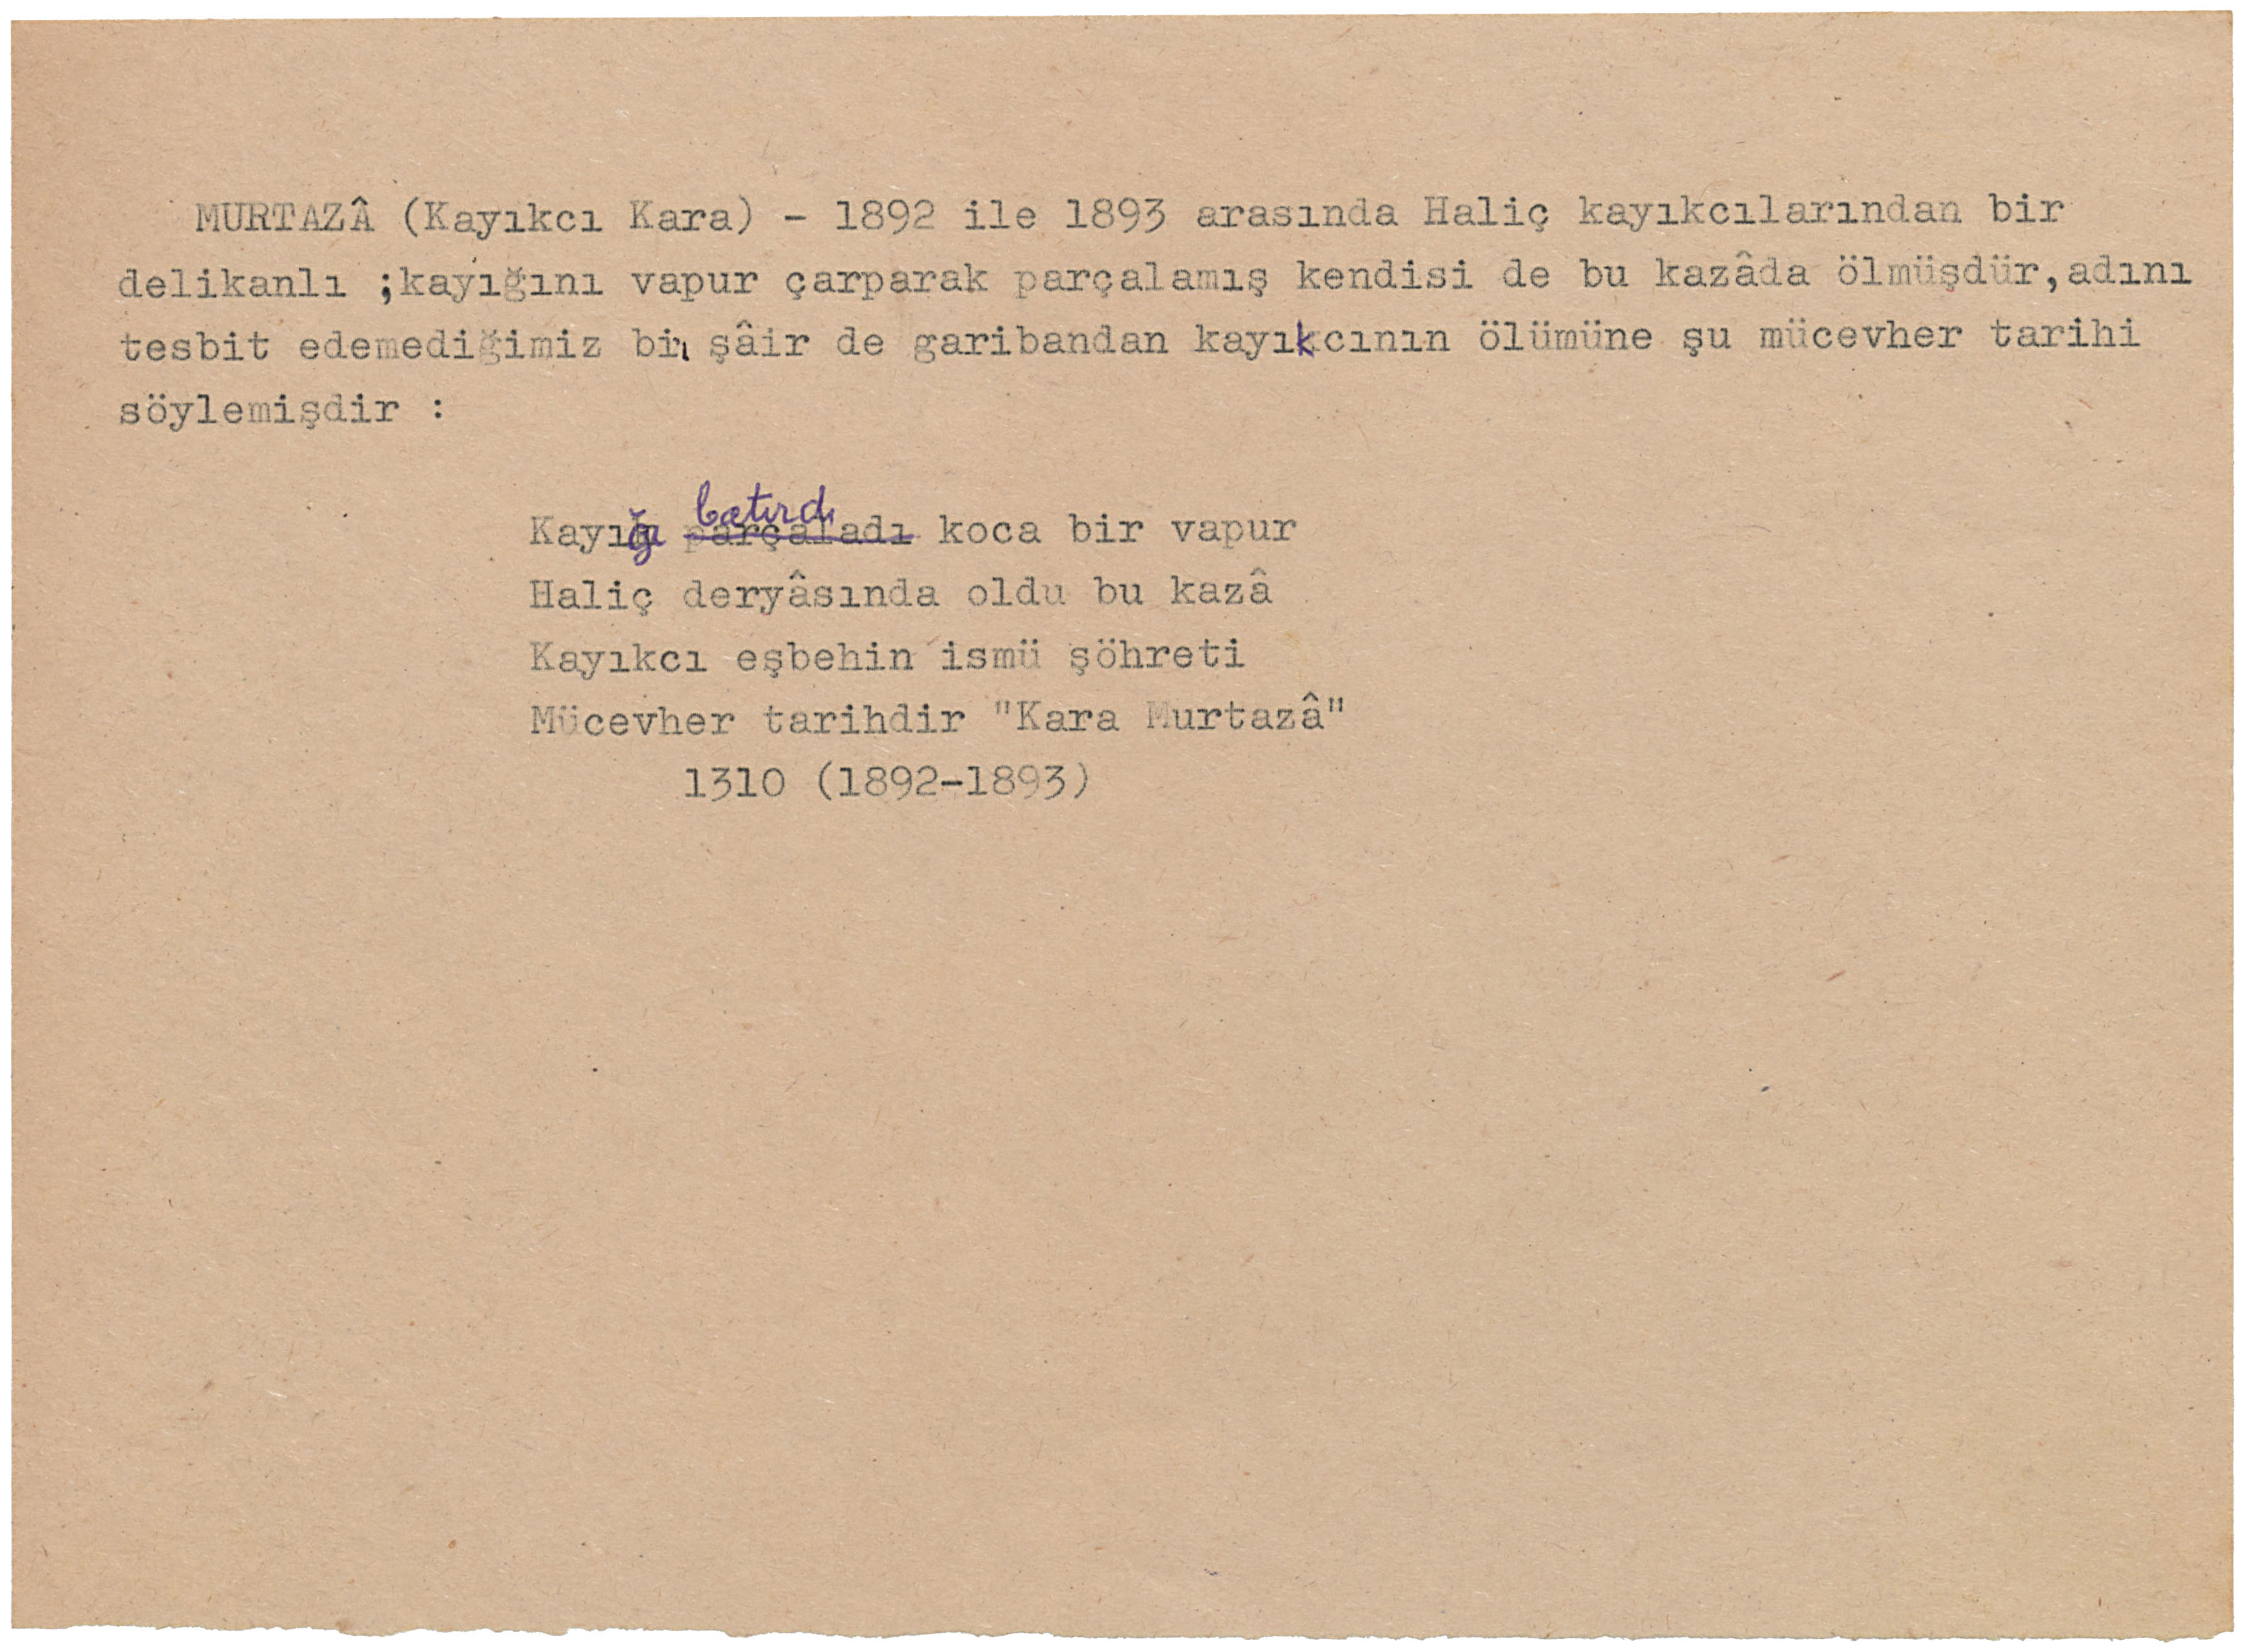 MURTAZÂ (Kayıkcı Kara) - 1892 ile 1893 arasında Haliç kayıkcılarından bir
delikanlı ;kayığını vapur çarparak parçalamış kendisi de bu kazâda ölmüşdür,adını
tesbit edemediğimiz bir şâir de garibandan kayıkcının ölümüne şu mücevher tarihi
söylemişdir :
batırdı
Kayığı parçaladı koca bir vapur
Haliç deryâsında oldu bu kazâ
Kayıkcı eşbehin ismü şöhreti
Mücevher tarihdir "Kara Murtazâ"
1310 (1892-1893)